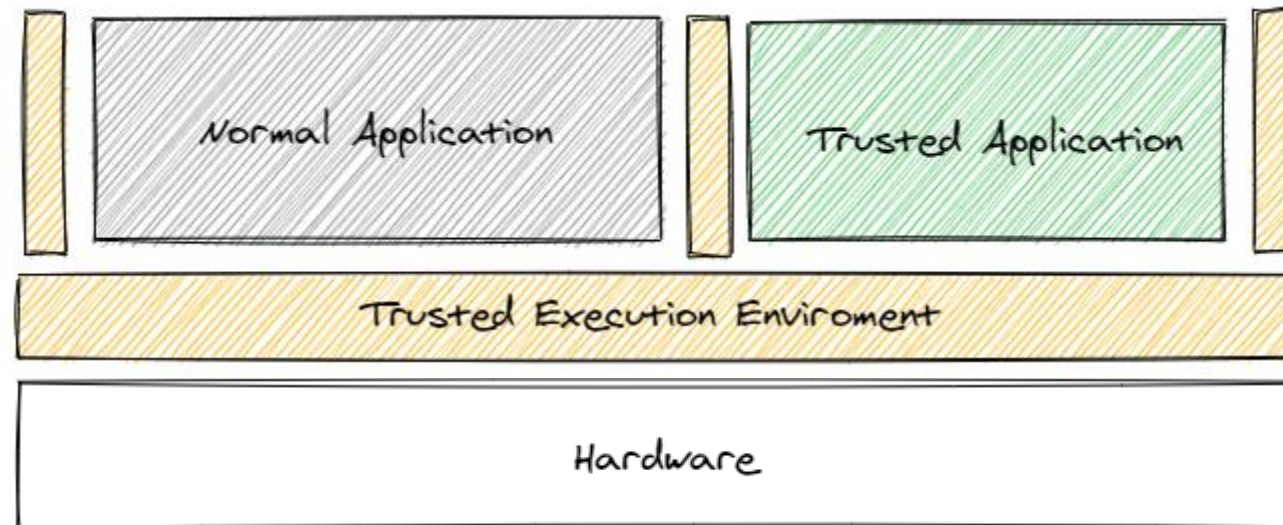 Normal Application
Trusted Application
Trusted Execution Enviroment
Hardware